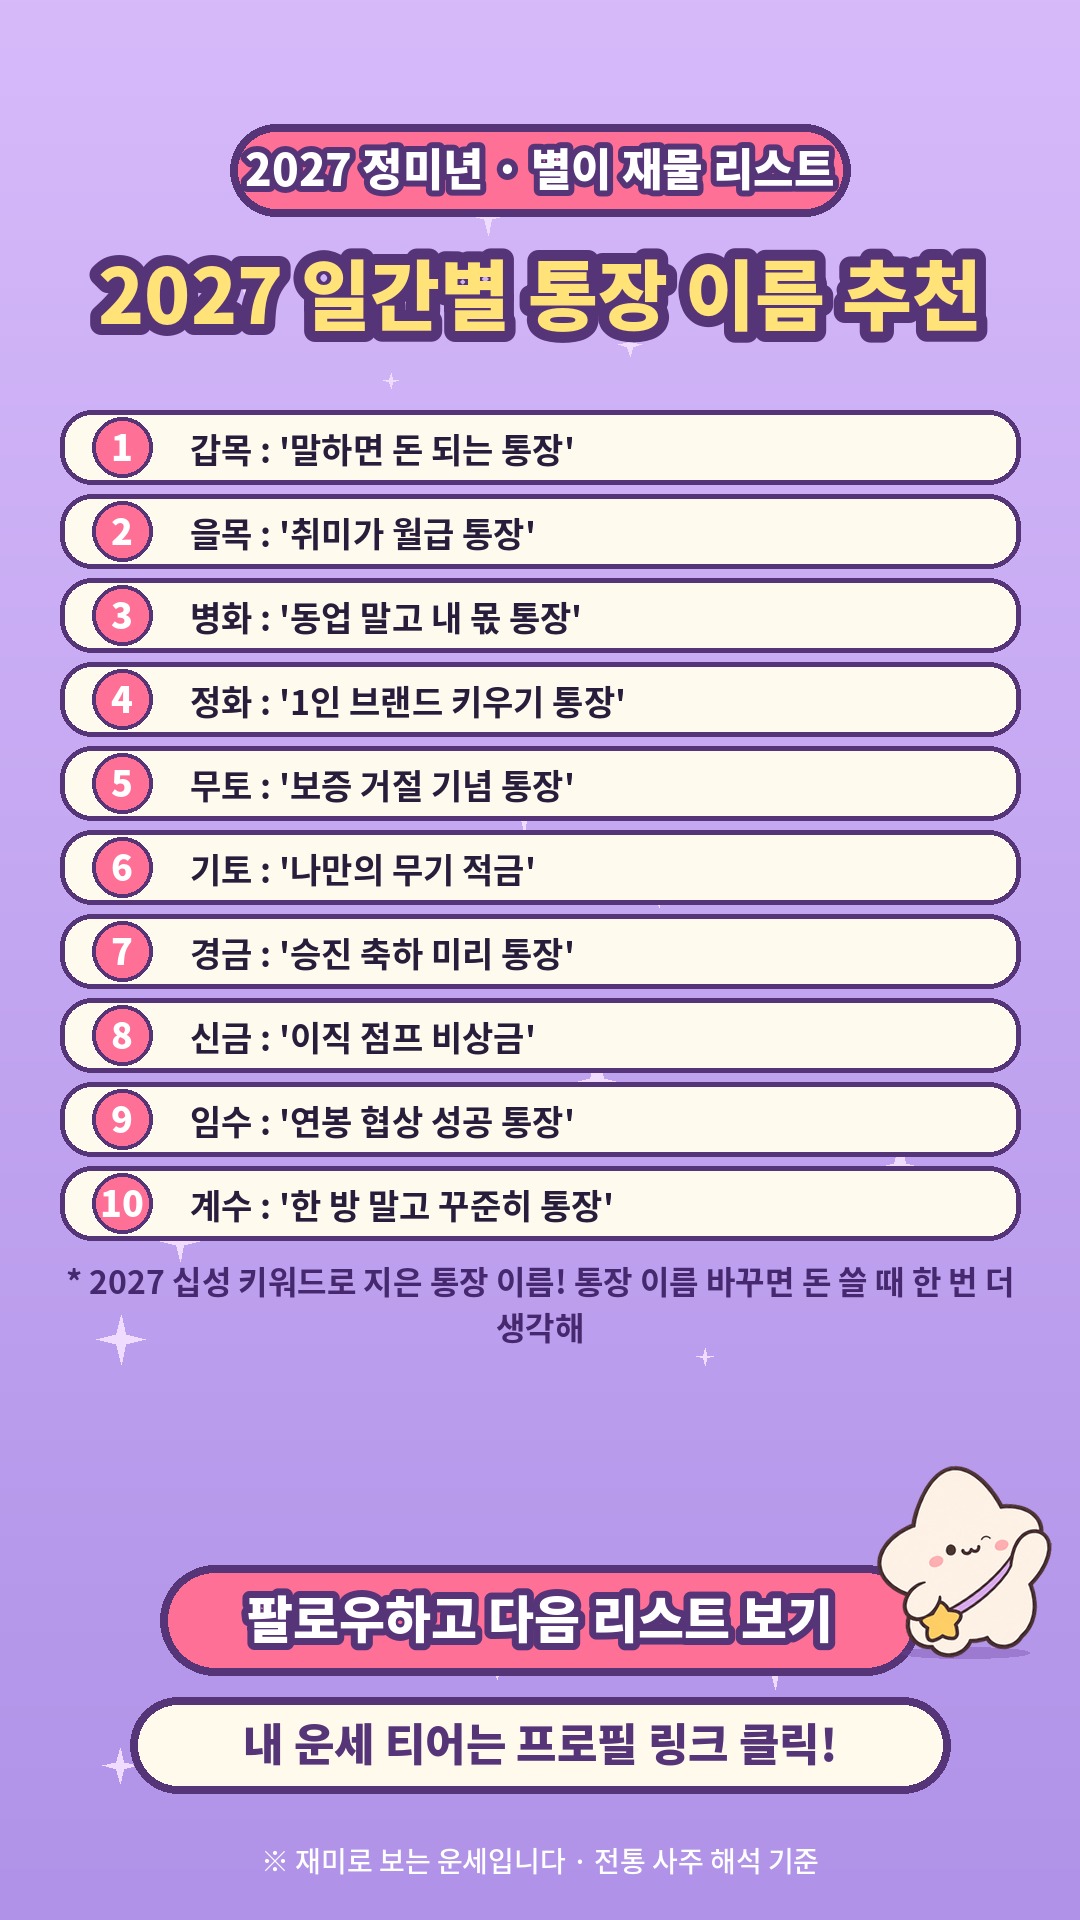 2027 정미년 · 별이 재물 리스트
2027 일간별 통장 이름 추천
1 갑목 : '말하면 돈 되는 통장'
2 을목 : '취미가 월급 통장'
3 병화 : '동업 말고 내 몫 통장'
4 정화 : '1인 브랜드 키우기 통장'
5 무토 : '보증 거절 기념 통장'
6 기토 : '나만의 무기 적금'
7 경금 : '승진 축하 미리 통장'
8 신금 : '이직 점프 비상금'
9 임수 : '연봉 협상 성공 통장'
10 계수 : '한 방 말고 꾸준히 통장'
* 2027 십성 키워드로 지은 통장 이름! 통장 이름 바꾸면 돈 쓸 때 한 번 더
생각해
팔로우하고 다음 리스트 보기
내 운세 티어는 프로필 링크 클릭!
※ 재미로 보는 운세입니다 · 전통 사주 해석 기준